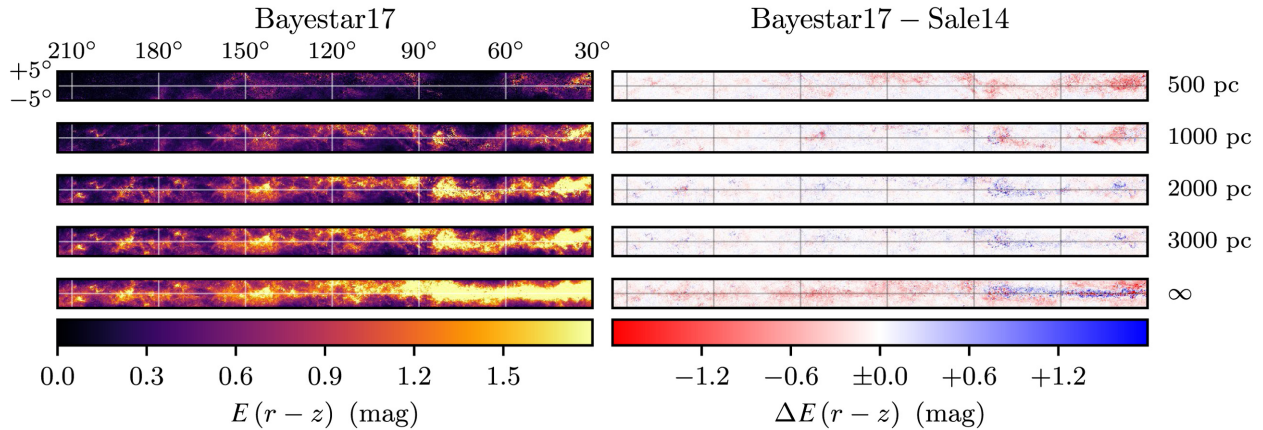 Bayestar17
Bayestar17 − Sale14
210° 180° 150° 120° 90° 60° 30°
+5°
−5°
500 pc
1000 pc
2000 pc
3000 pc
∞
0.0 0.3 0.6 0.9 1.2 1.5
−1.2 −0.6 ±0.0 +0.6 +1.2
E (r − z) (mag)
ΔE (r − z) (mag)